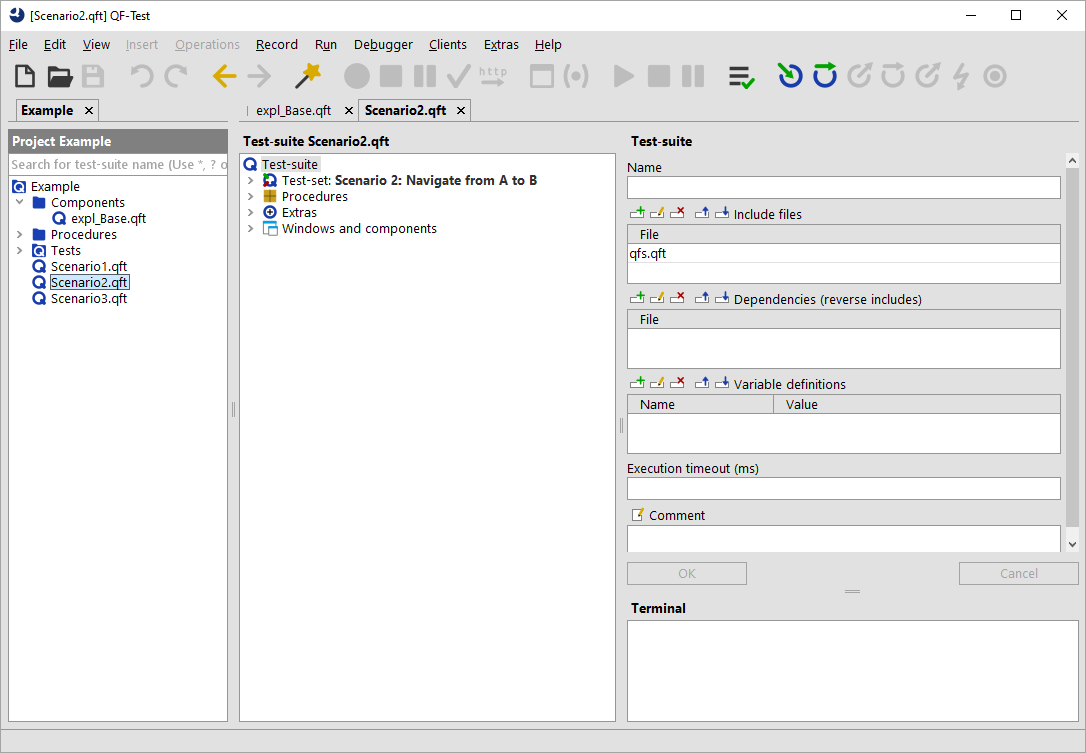 [Scenario2.qft] QF-Test
File Edit View Insert Operations Record Run Debugger Clients Extras Help
http
Example
expl_Base.qft Scenario2.qft
Project Example
Search for test-suite name (Use *, ? o
Example
Components
expl_Base.qft
Procedures
Tests
Scenario1.qft
Scenario2.qft
Scenario3.qft
Test-suite Scenario2.qft
Test-suite
Test-set: Scenario 2: Navigate from A to B
Procedures
Extras
Windows and components
Test-suite
Name
Include files
File
qfs.qft
Dependencies (reverse includes)
File
Variable definitions
Name Value
Execution timeout (ms)
Comment
OK Cancel
Terminal